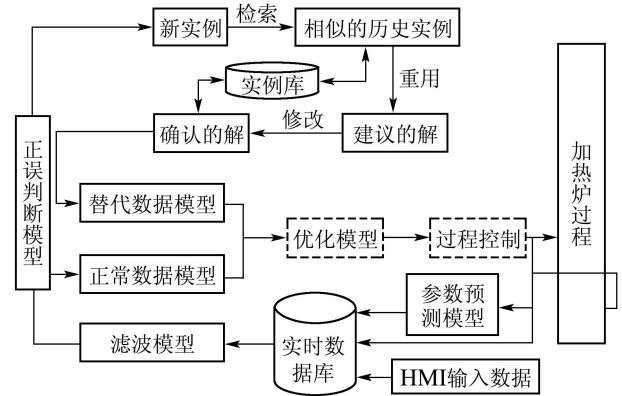 新实例
检索
相似的历史实例
实例库
重用
确认的解
修改
建议的解
正误判断模型
替代数据模型
正常数据模型
优化模型
过程控制
加热炉过程
参数预
测模型
滤波模型
实时数
据库
HMI输入数据